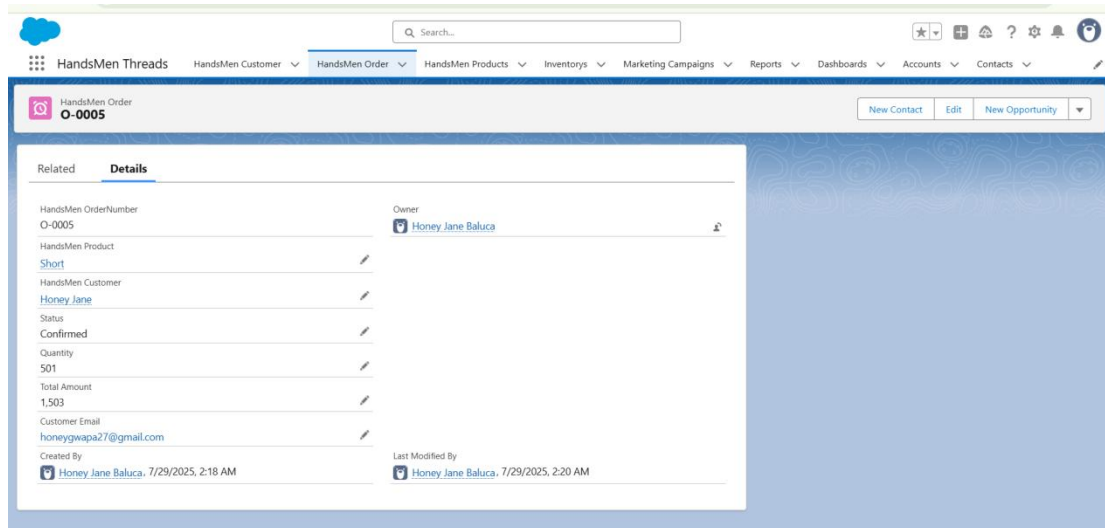 Search...
HandsMen Threads HandsMen Customer HandsMen Order HandsMen Products Inventorys Marketing Campaigns Reports Dashboards Accounts Contacts
HandsMen Order
O-0005
New Contact Edit New Opportunity
Related Details
HandsMen OrderNumber
O-0005
Owner
Honey Jane Baluca
HandsMen Product
Short
HandsMen Customer
Honey Jane
Status
Confirmed
Quantity
501
Total Amount
1,503
Customer Email
honeygwapa27@gmail.com
Created By
Honey Jane Baluca, 7/29/2025, 2:18 AM
Last Modified By
Honey Jane Baluca, 7/29/2025, 2:20 AM